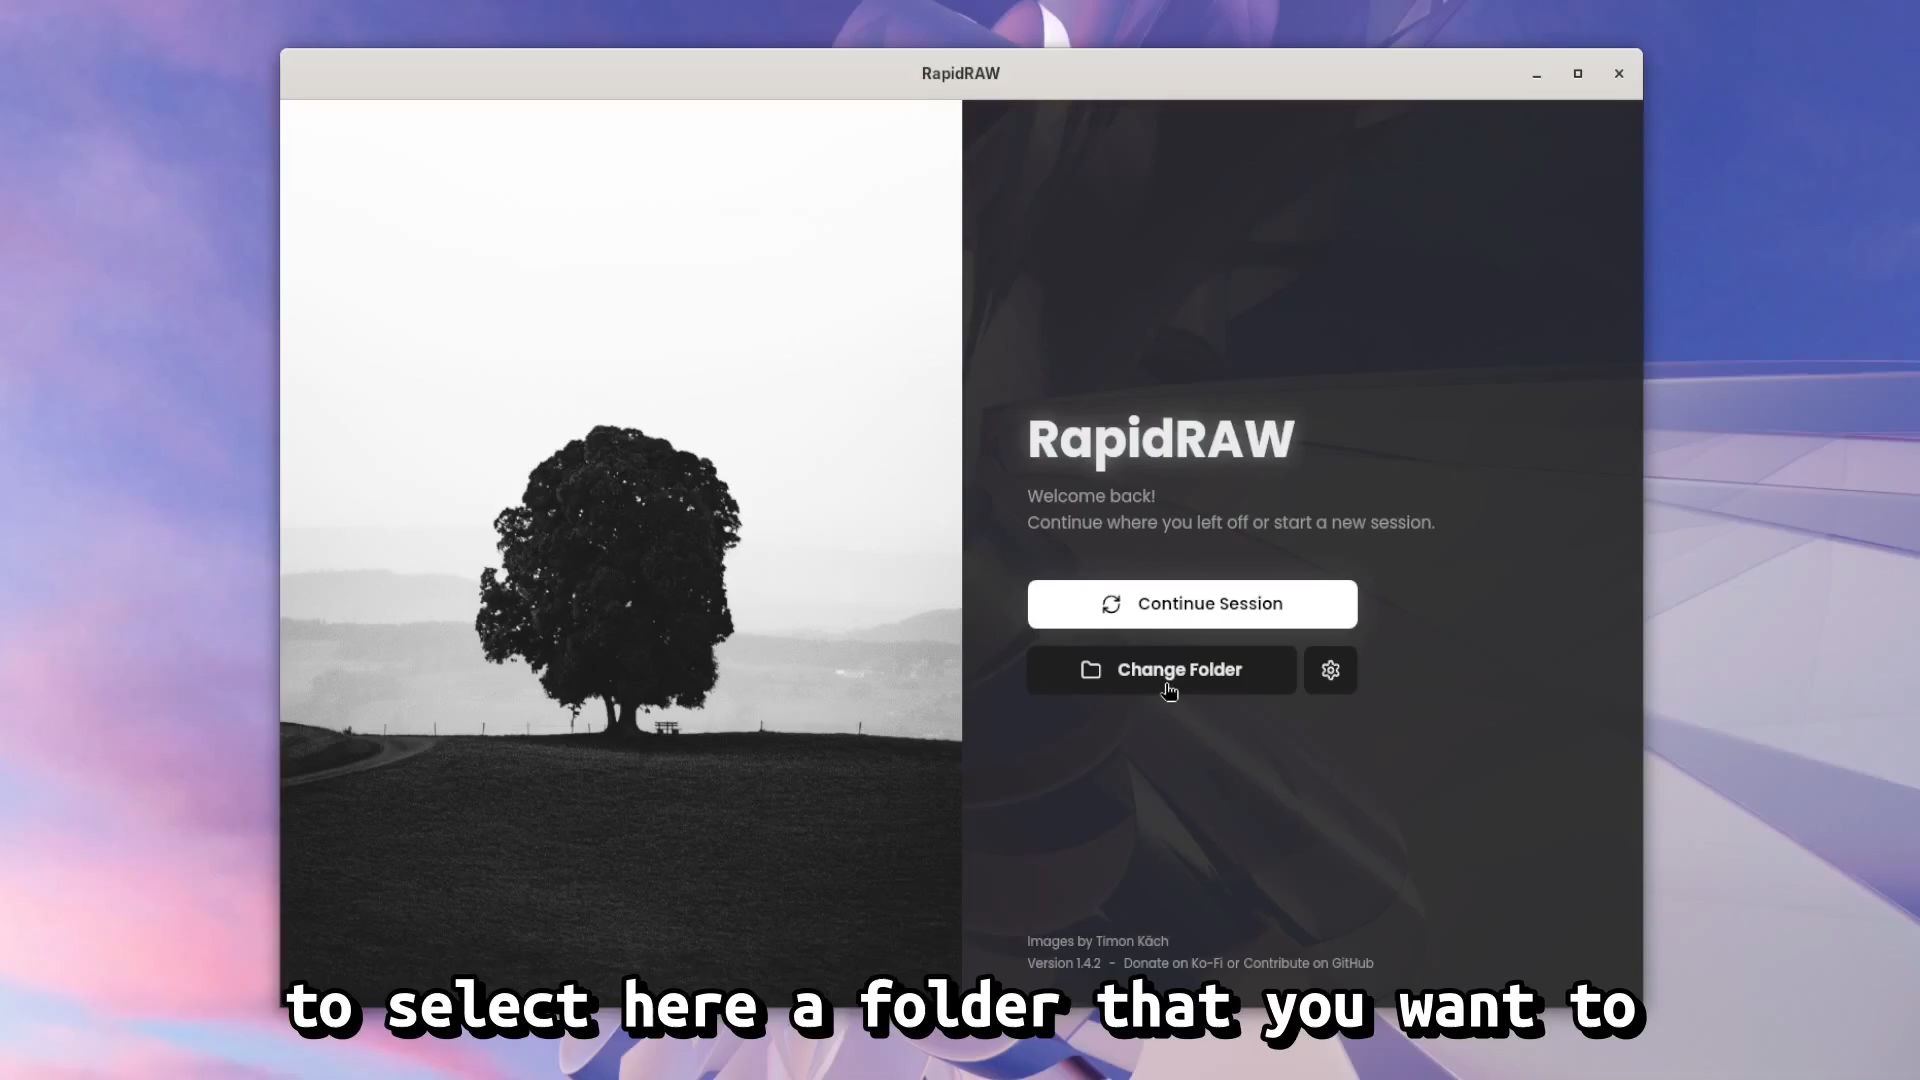 RapidRAW
RapidRAW
Welcome back!
Continue where you left off or start a new session.
Continue Session
Change Folder
Images by Timon Käch
Version 1.4.2 - Donate on Ko-Fi or Contribute on GitHub
to select here a folder that you want to